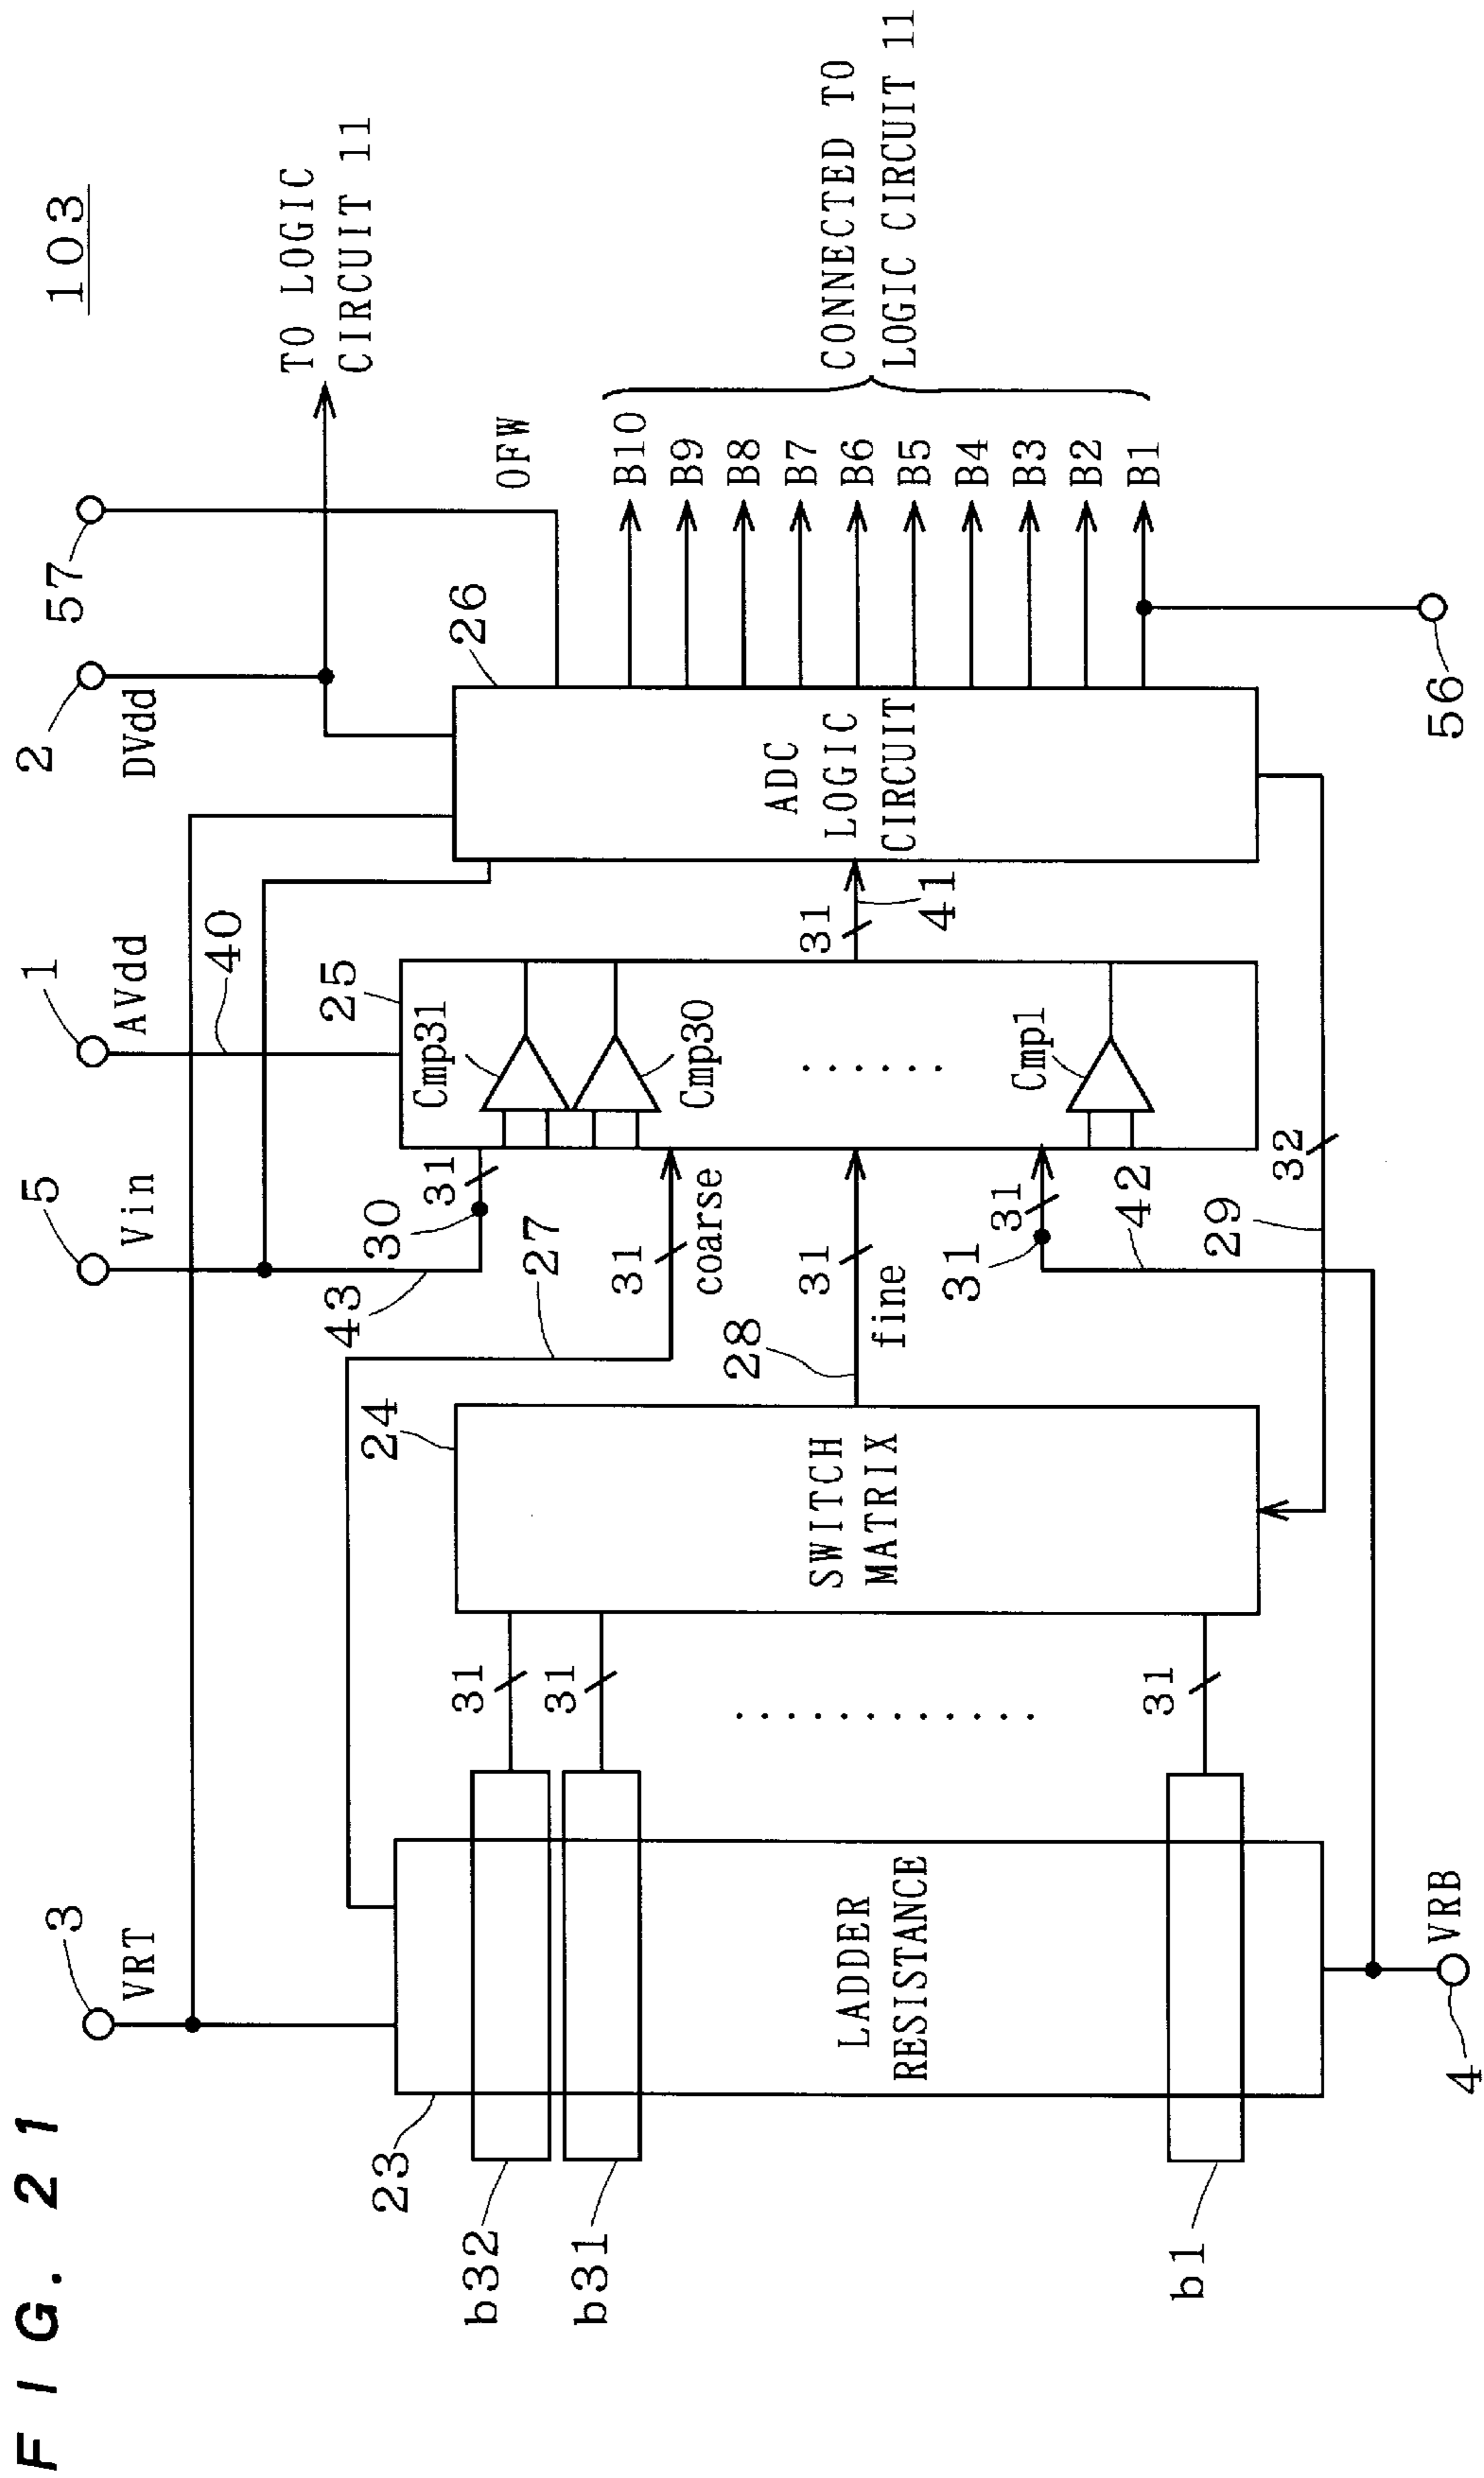 FIG. 21
103
3
VRT
5
Vin
1
AVdd
2
DVdd
57
TO LOGIC
CIRCUIT 11
40
43
30
31
27
31
coarse
25
Cmp31
Cmp30
Cmp1
26
OFW
23
b32
b31
b1
31
31
31
LADDER
RESISTANCE
24
SWITCH
MATRIX
28
31
fine
31
31
42
31
41
ADC
LOGIC
CIRCUIT
B10
B9
B8
B7
B6
B5
B4
B3
B2
B1
CONNECTED TO
LOGIC CIRCUIT 11
29
32
4
VRB
56